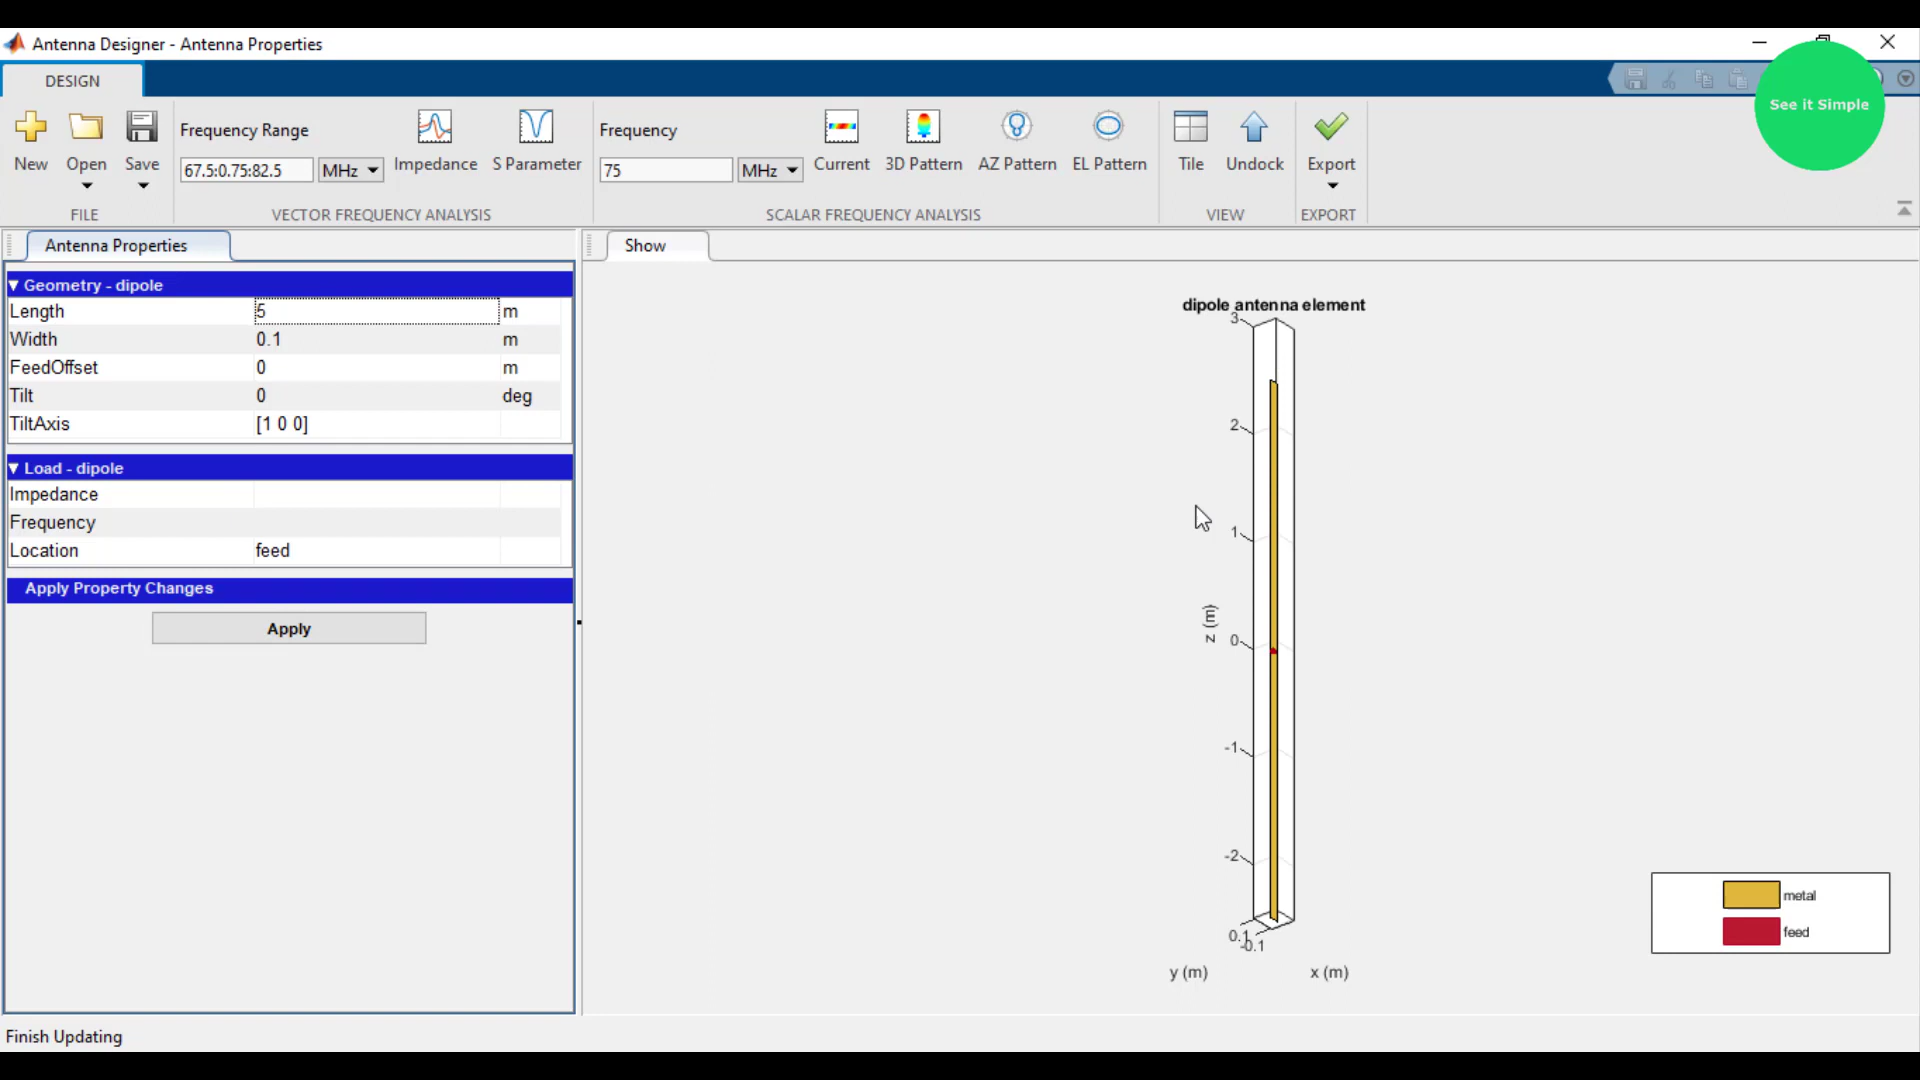 Antenna Designer - Antenna Properties
See it Simple
DESIGN
New
Open
Save
FILE
Frequency Range
67.5:0.75:82.5
MHz
Impedance
S Parameter
VECTOR FREQUENCY ANALYSIS
Frequency
75
MHz
Current
3D Pattern
AZ Pattern
EL Pattern
SCALAR FREQUENCY ANALYSIS
Tile
Undock
VIEW
Export
EXPORT
Antenna Properties
Geometry - dipole
Length 5 m
Width 0.1 m
FeedOffset 0 m
Tilt 0 deg
TiltAxis [1 0 0]
Load - dipole
Impedance
Frequency
Location feed
Apply Property Changes
Apply
Show
dipole antenna element
3
2
1
0
-1
-2
z (m)
0.1
-0.1
y (m)
x (m)
metal
feed
Finish Updating